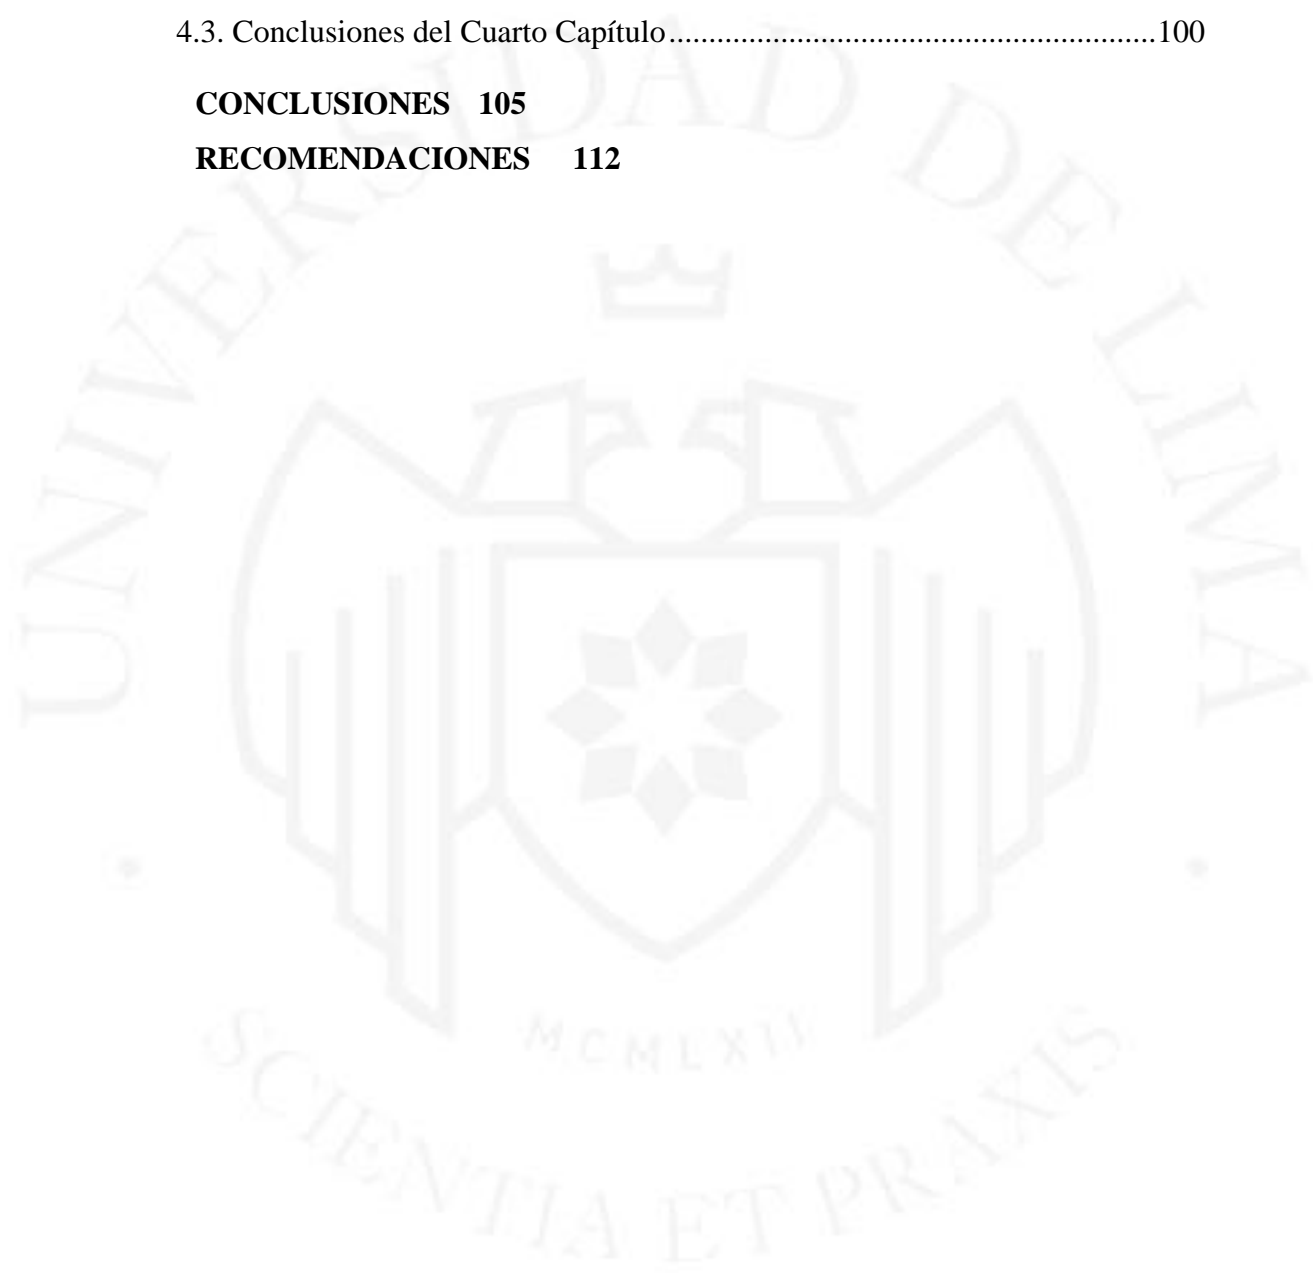 4.3. Conclusiones del Cuarto Capítulo.............................................................100
CONCLUSIONES 105
RECOMENDACIONES 112
UNIVERSIDAD DE LIMA
MCMLXII
SCIENTIA ET PRAXIS